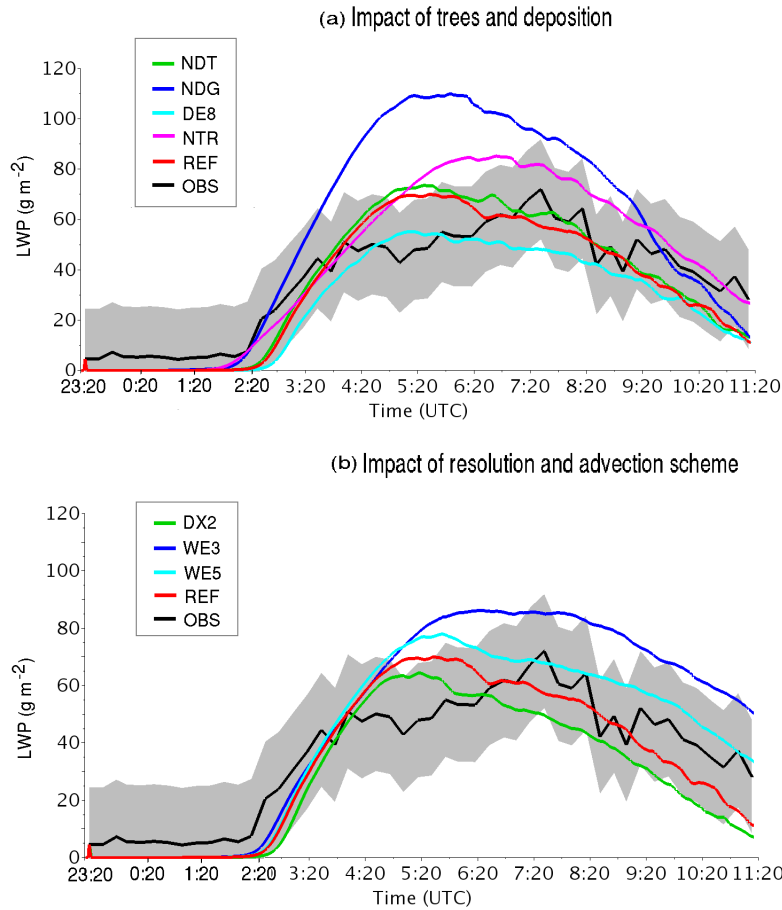 (a) Impact of trees and deposition
NDT
NDG
DE8
NTR
REF
OBS
LWP (g m⁻²)
120
100
80
60
40
20
0
23:20 0:20 1:20 2:20 3:20 4:20 5:20 6:20 7:20 8:20 9:20 10:20 11:20
Time (UTC)
(b) Impact of resolution and advection scheme
DX2
WE3
WE5
REF
OBS
LWP (g m⁻²)
120
100
80
60
40
20
0
23:20 0:20 1:20 2:20 3:20 4:20 5:20 6:20 7:20 8:20 9:20 10:20 11:20
Time (UTC)